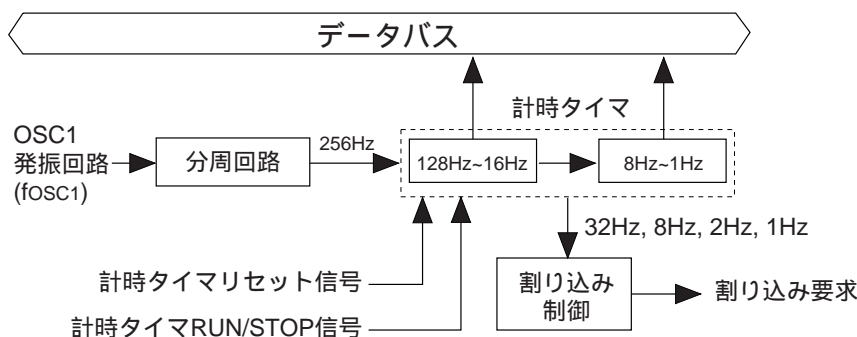 データバス
計時タイマ
OSC1
発振回路
(fOSC1)
分周回路
256Hz
128Hz~16Hz
8Hz~1Hz
32Hz, 8Hz, 2Hz, 1Hz
計時タイマリセット信号
計時タイマRUN/STOP信号
割り込み
制御
割り込み要求